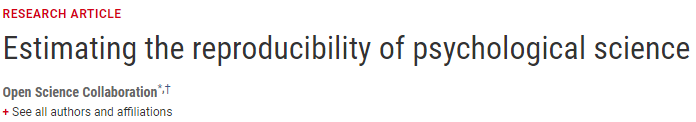 RESEARCH ARTICLE
Estimating the reproducibility of psychological science
Open Science Collaboration*,†
+ See all authors and affiliations